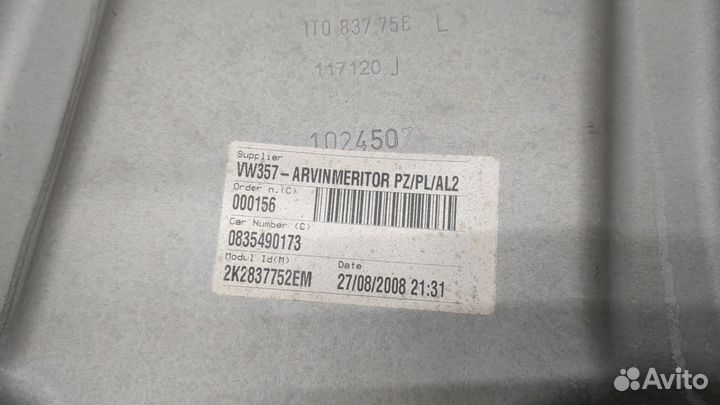 1T0 837 756 L
117120 J
1024507
Supplier
VW357-ARVINMERITOR PZ/PL/AL2
Order n.(C)
000156
Car Number (C)
0835490173
Modul Id(M)
2K2837752EM
Date
27/08/2008 21:31
Avito